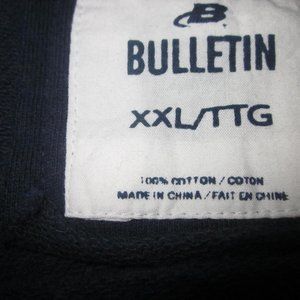 B
BULLETIN
XXL/TTG
100% COTTON / COTON
MADE IN CHINA / FAIT EN CHINE